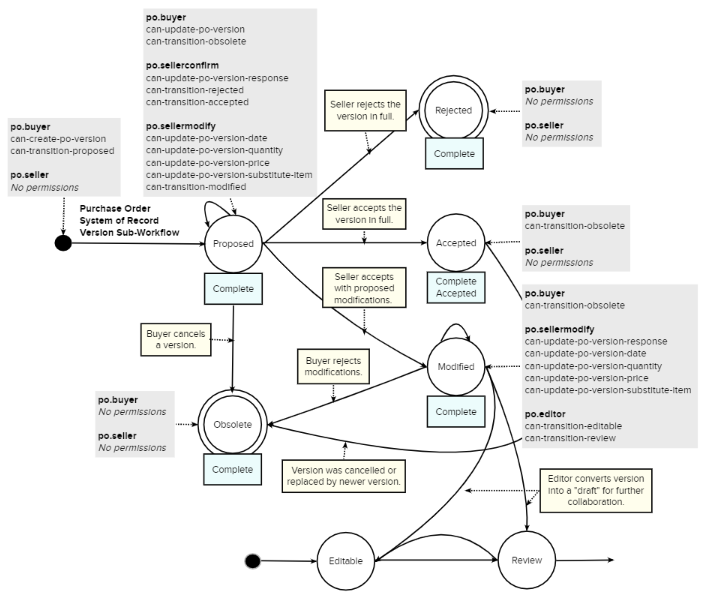 po.buyer
can-update-po-version
can-transition-obsolete
po.sellerconfirm
can-update-po-version-response
can-transition-rejected
can-transition-accepted
po.sellermodify
can-update-po-version-date
can-update-po-version-quantity
can-update-po-version-price
can-update-po-version-substitute-item
can-transition-modified
po.buyer
can-create-po-version
can-transition-proposed
po.seller
No permissions
Seller rejects the
version in full.
Rejected
Complete
po.buyer
No permissions
po.seller
No permissions
Purchase Order
System of Record
Version Sub-Workflow
Proposed
Complete
Seller accepts the
version in full.
Accepted
Complete
Accepted
po.buyer
can-transition-obsolete
po.seller
No permissions
Seller accepts
with proposed
modifications.
po.buyer
can-transition-obsolete
po.sellermodify
can-update-po-version-response
can-update-po-version-date
can-update-po-version-quantity
can-update-po-version-price
can-update-po-version-substitute-item
po.editor
can-transition-editable
can-transition-review
Buyer cancels
a version.
Buyer rejects
modifications.
Modified
Complete
po.buyer
No permissions
po.seller
No permissions
Obsolete
Complete
Version was cancelled or
replaced by newer version.
Editor converts version
into a "draft" for further
collaboration.
Editable
Review